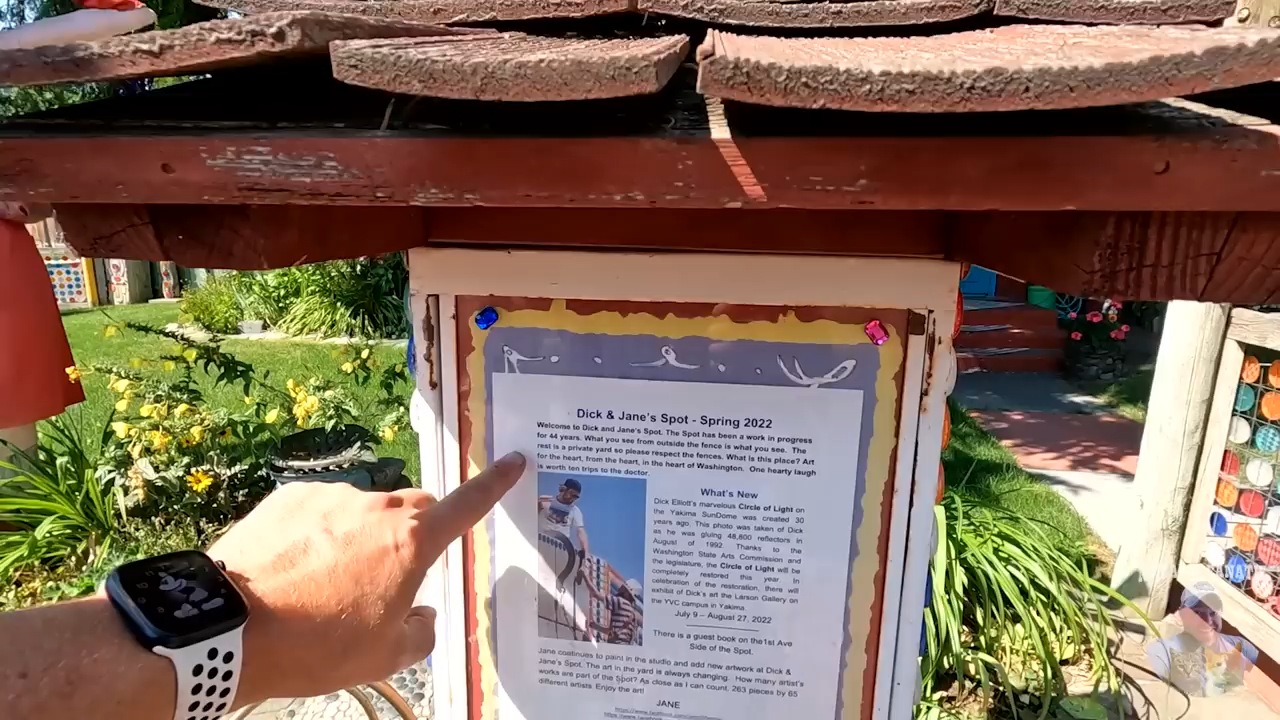 Dick & Jane's Spot - Spring 2022
Welcome to Dick and Jane's Spot. The Spot has been a work in progress
for 44 years. What you see from outside the fence is what you see. The
rest is a private yard so please respect the fences. What is this place? Art
for the heart, from the heart, in the heart of Washington. One hearty laugh
is worth ten trips to the doctor.
What's New
Dick Elliott's marvelous Circle of Light on
the Yakima SunDome was created 30
years ago. This photo was taken of Dick
as he was gluing 48,800 reflectors in
August of 1992. Thanks to the
Washington State Arts Commission and
the legislature, the Circle of Light will be
completely restored this year. In
celebration of the restoration, there will
exhibit of Dick's art the Larson Gallery on
the YVC campus in Yakima.
July 9 – August 27, 2022
There is a guest book on the1st Ave
Side of the Spot.
Jane continues to paint in the studio and add new artwork at Dick &
Jane's Spot. The art in the yard is always changing. How many artist's
works are part of the Spot? As close as I can count, 263 pieces by 65
different artists. Enjoy the art!
JANE